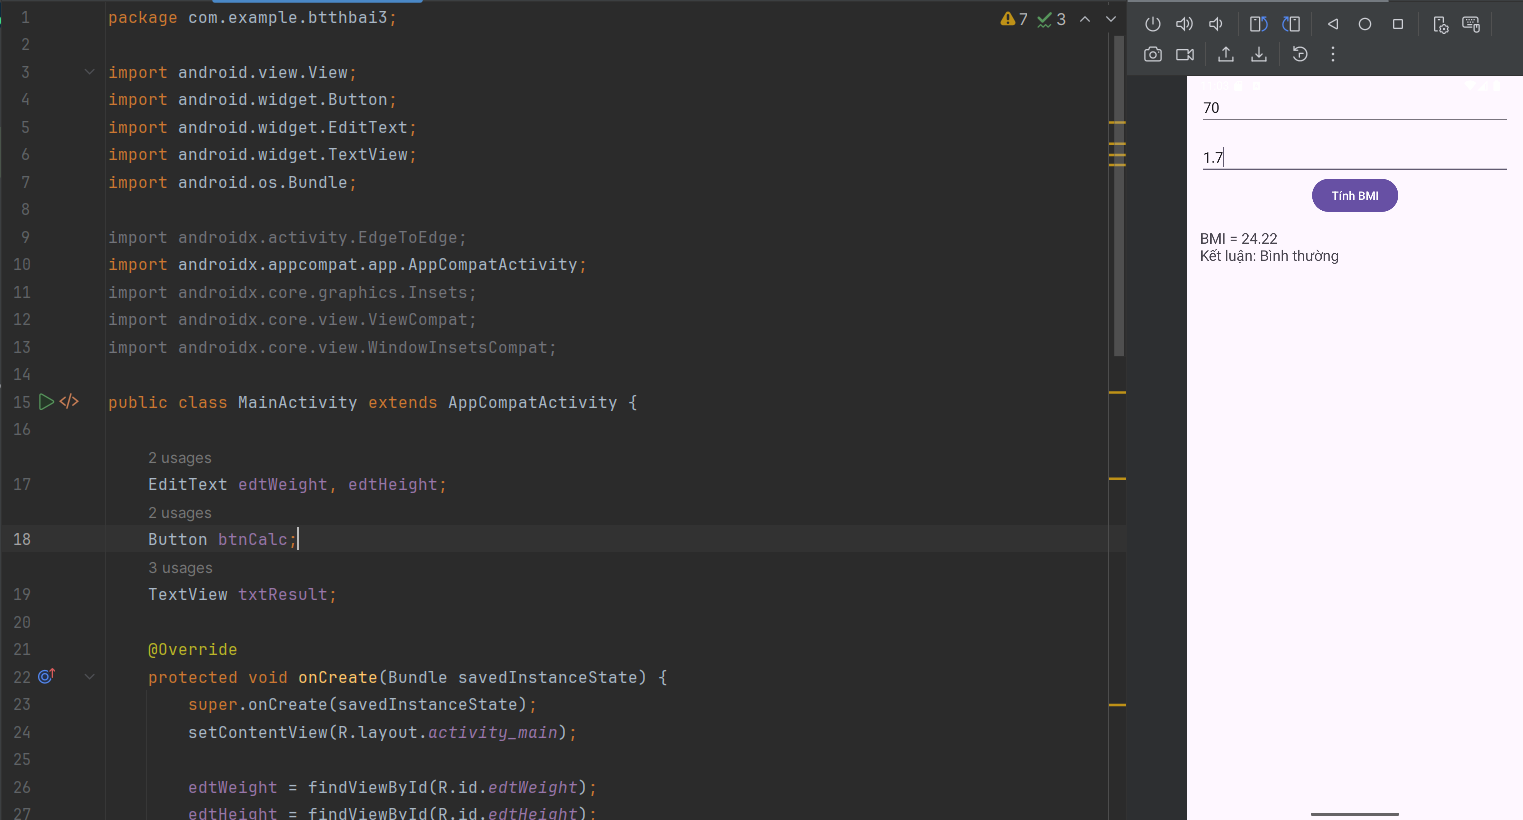 1 package com.example.btthbai3;
7 3
2
3 import android.view.View;
4 import android.widget.Button;
5 import android.widget.EditText;
6 import android.widget.TextView;
7 import android.os.Bundle;
8
9 import androidx.activity.EdgeToEdge;
10 import androidx.appcompat.app.AppCompatActivity;
11 import androidx.core.graphics.Insets;
12 import androidx.core.view.ViewCompat;
13 import androidx.core.view.WindowInsetsCompat;
14
15 public class MainActivity extends AppCompatActivity {
16
2 usages
17 EditText edtWeight, edtHeight;
2 usages
18 Button btnCalc;
3 usages
19 TextView txtResult;
20
21 @Override
22 protected void onCreate(Bundle savedInstanceState) {
23 super.onCreate(savedInstanceState);
24 setContentView(R.layout.activity_main);
25
26 edtWeight = findViewById(R.id.edtWeight);
27 edtHeight = findViewById(R.id.edtHeight);
70
1.7
Tính BMI
BMI = 24.22
Kết luận: Bình thường